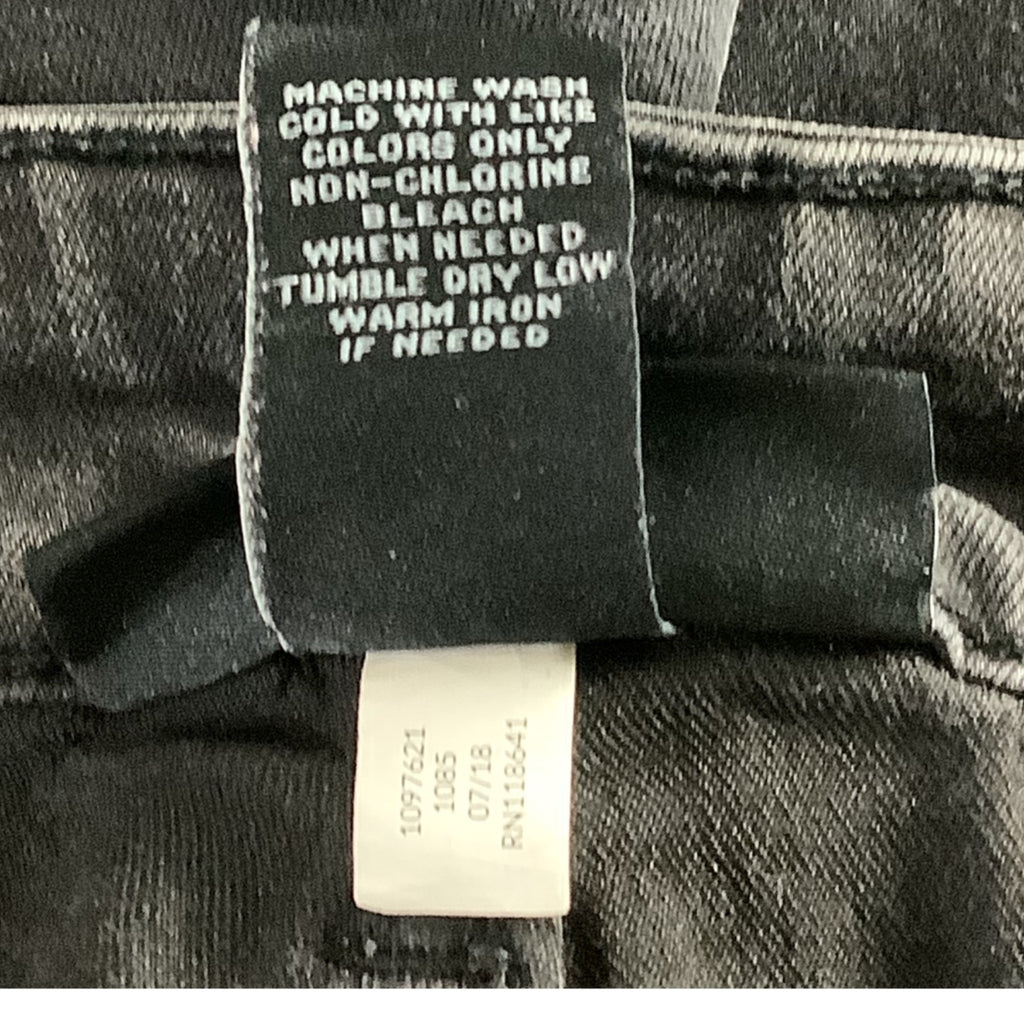 MACHINE WASH
COLD WITH LIKE
COLORS ONLY
NON-CHLORINE
BLEACH
WHEN NEEDED
TUMBLE DRY LOW
WARM IRON
IF NEEDED
1097621
1085
07/18
RN118641